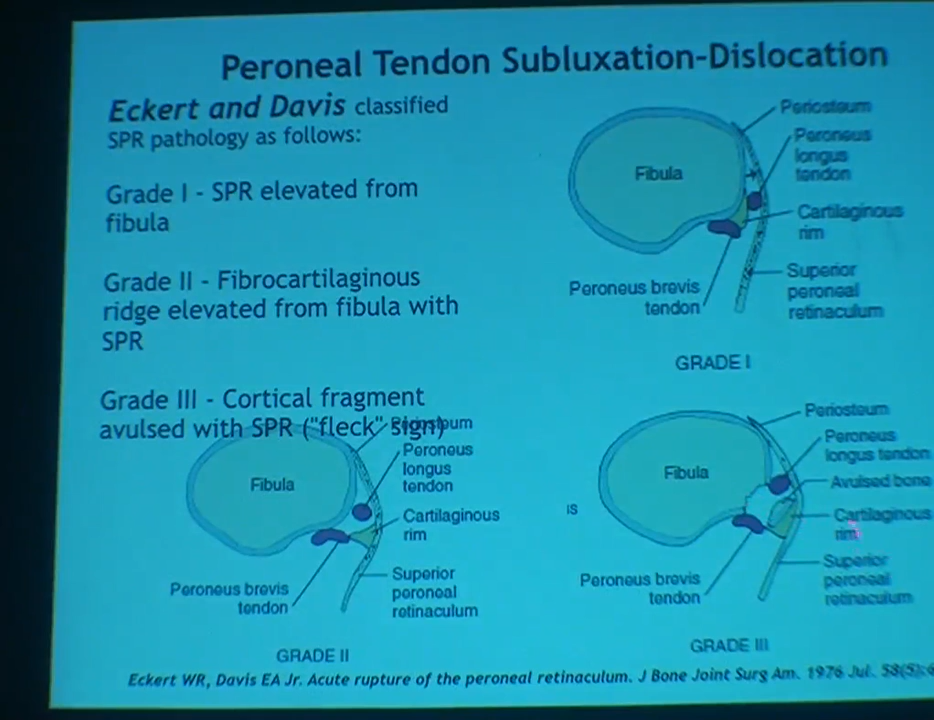 Peroneal Tendon Subluxation-Dislocation
Eckert and Davis classified
SPR pathology as follows:
Grade I - SPR elevated from
fibula
Grade II - Fibrocartilaginous
ridge elevated from fibula with
SPR
Grade III - Cortical fragment
avulsed with SPR ("fleck" sign)
Periosteum
Peroneus
longus
tendon
Fibula
Cartilaginous
rim
Superior
peroneal
retinaculum
Peroneus brevis
tendon
GRADE I
Periosteum
Peroneus
longus
tendon
Fibula
Cartilaginous
rim
Superior
peroneal
retinaculum
Peroneus brevis
tendon
GRADE II
IS
Periosteum
Peroneus
longus tendon
Fibula
Avulsed bone
Cartilaginous
rim
Superior
peroneal
retinaculum
Peroneus brevis
tendon
GRADE III
Eckert WR, Davis EA Jr. Acute rupture of the peroneal retinaculum. J Bone Joint Surg Am. 1976 Jul. 58(5):6